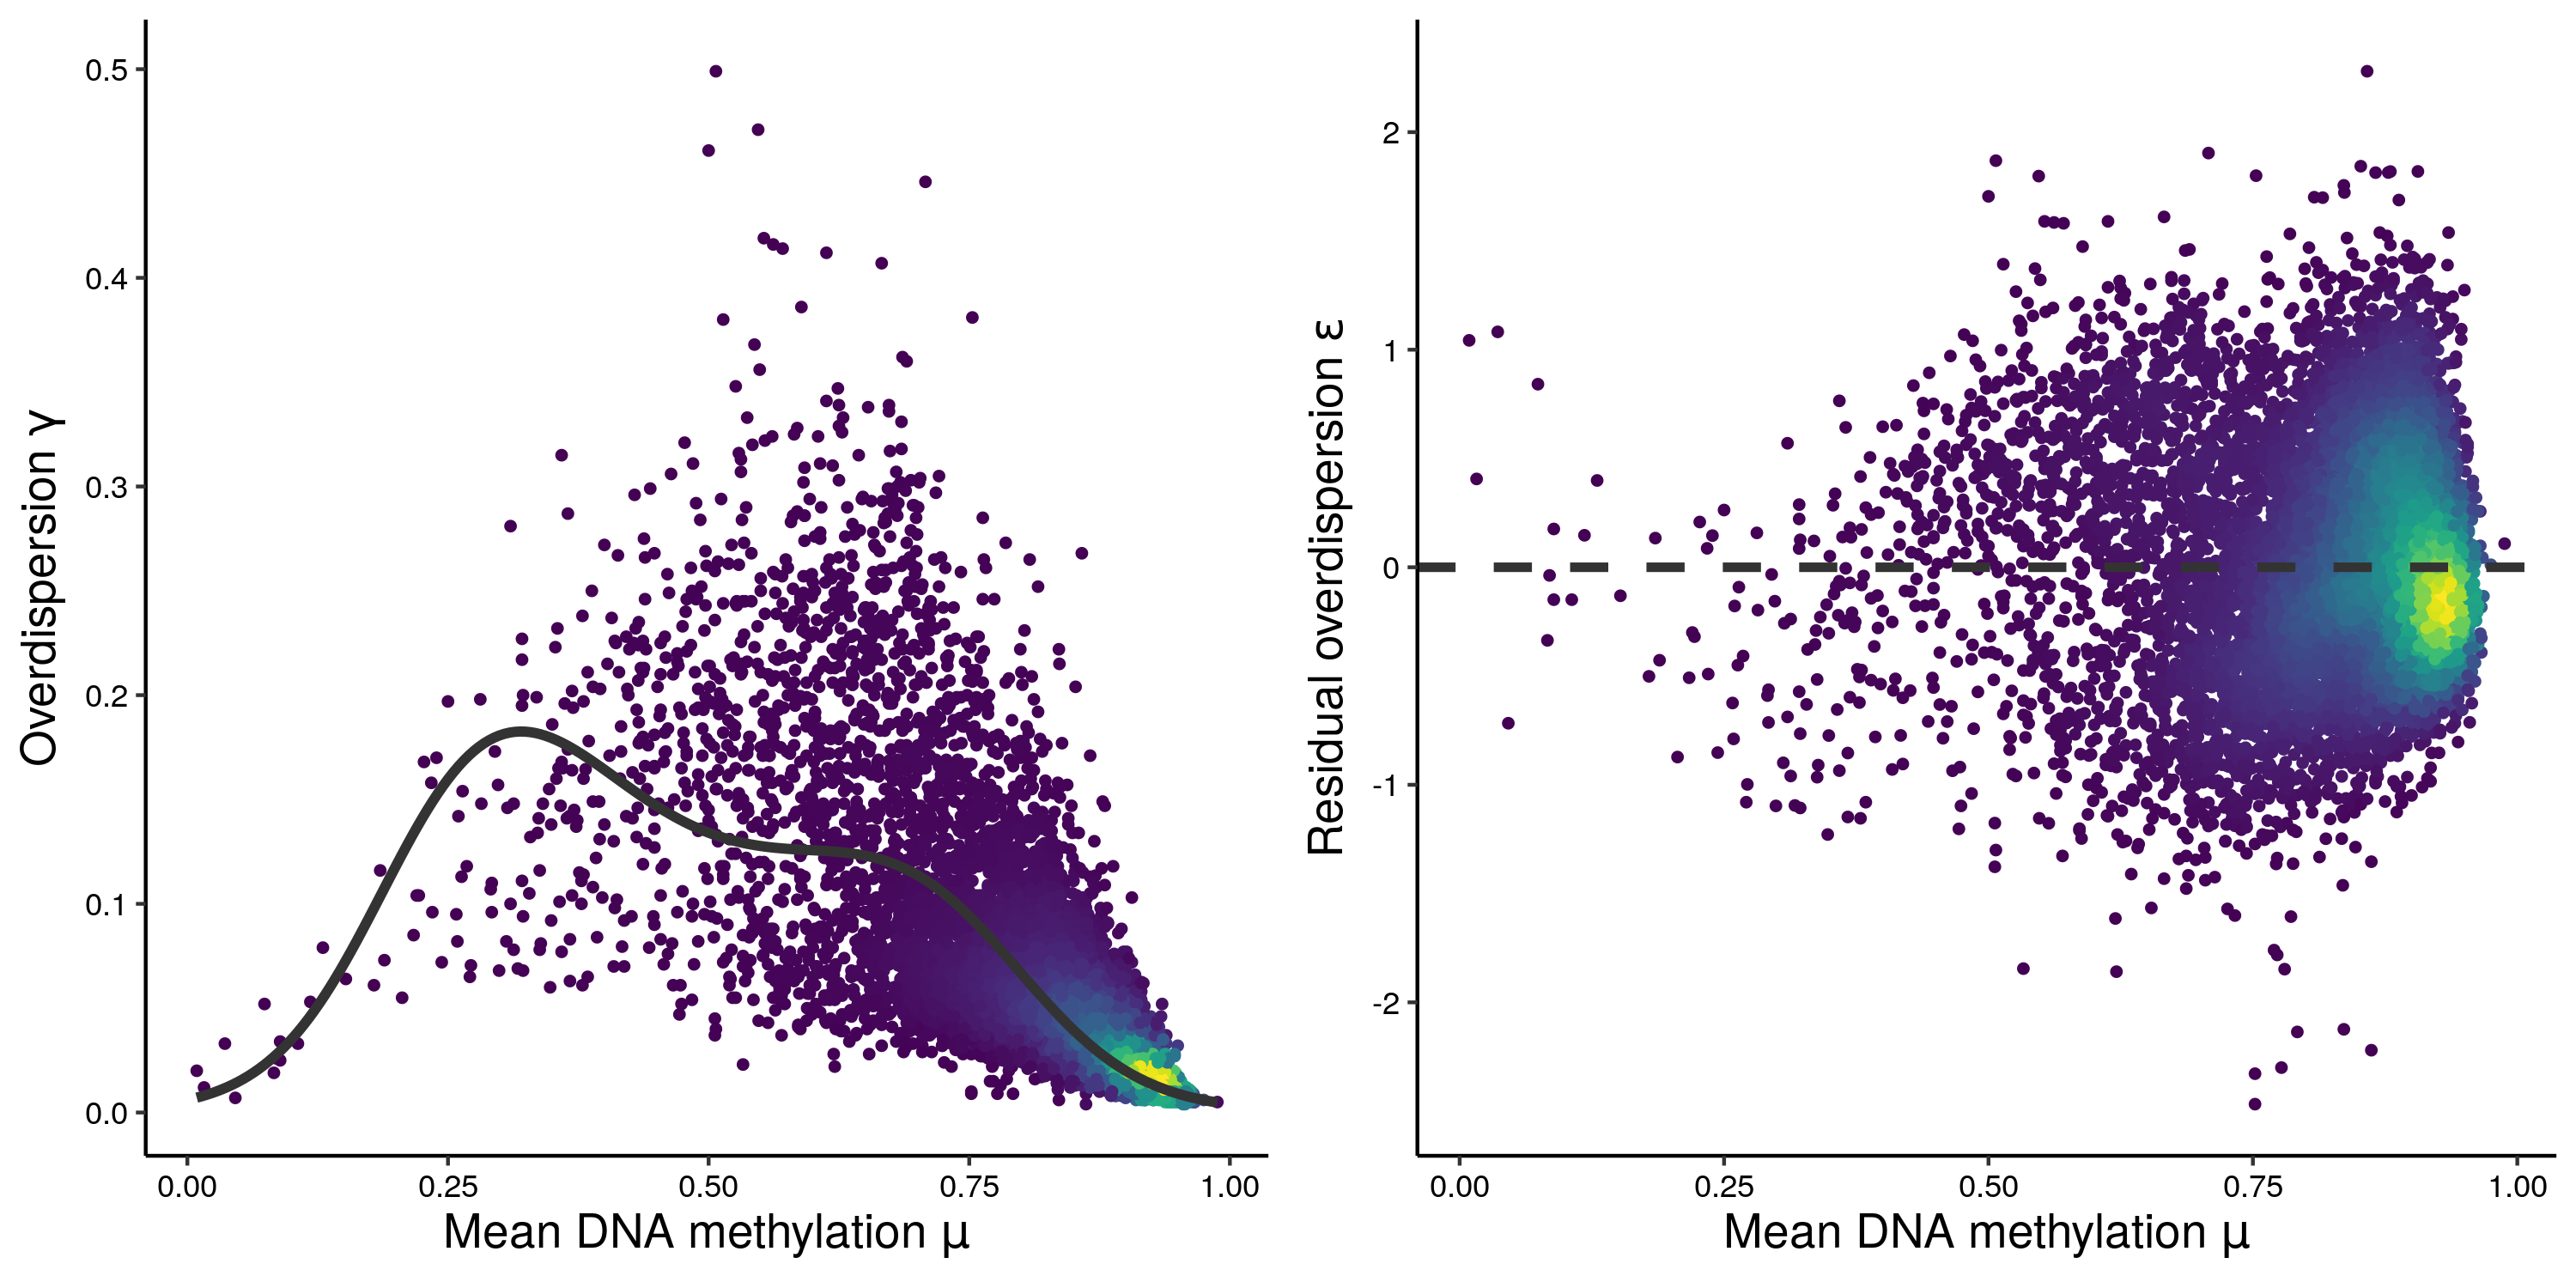 Overdispersion γ
0.5
0.4
0.3
0.2
0.1
0.0
0.00 0.25 0.50 0.75 1.00
Mean DNA methylation μ
Residual overdispersion ε
2
1
0
-1
-2
0.00 0.25 0.50 0.75 1.00
Mean DNA methylation μ